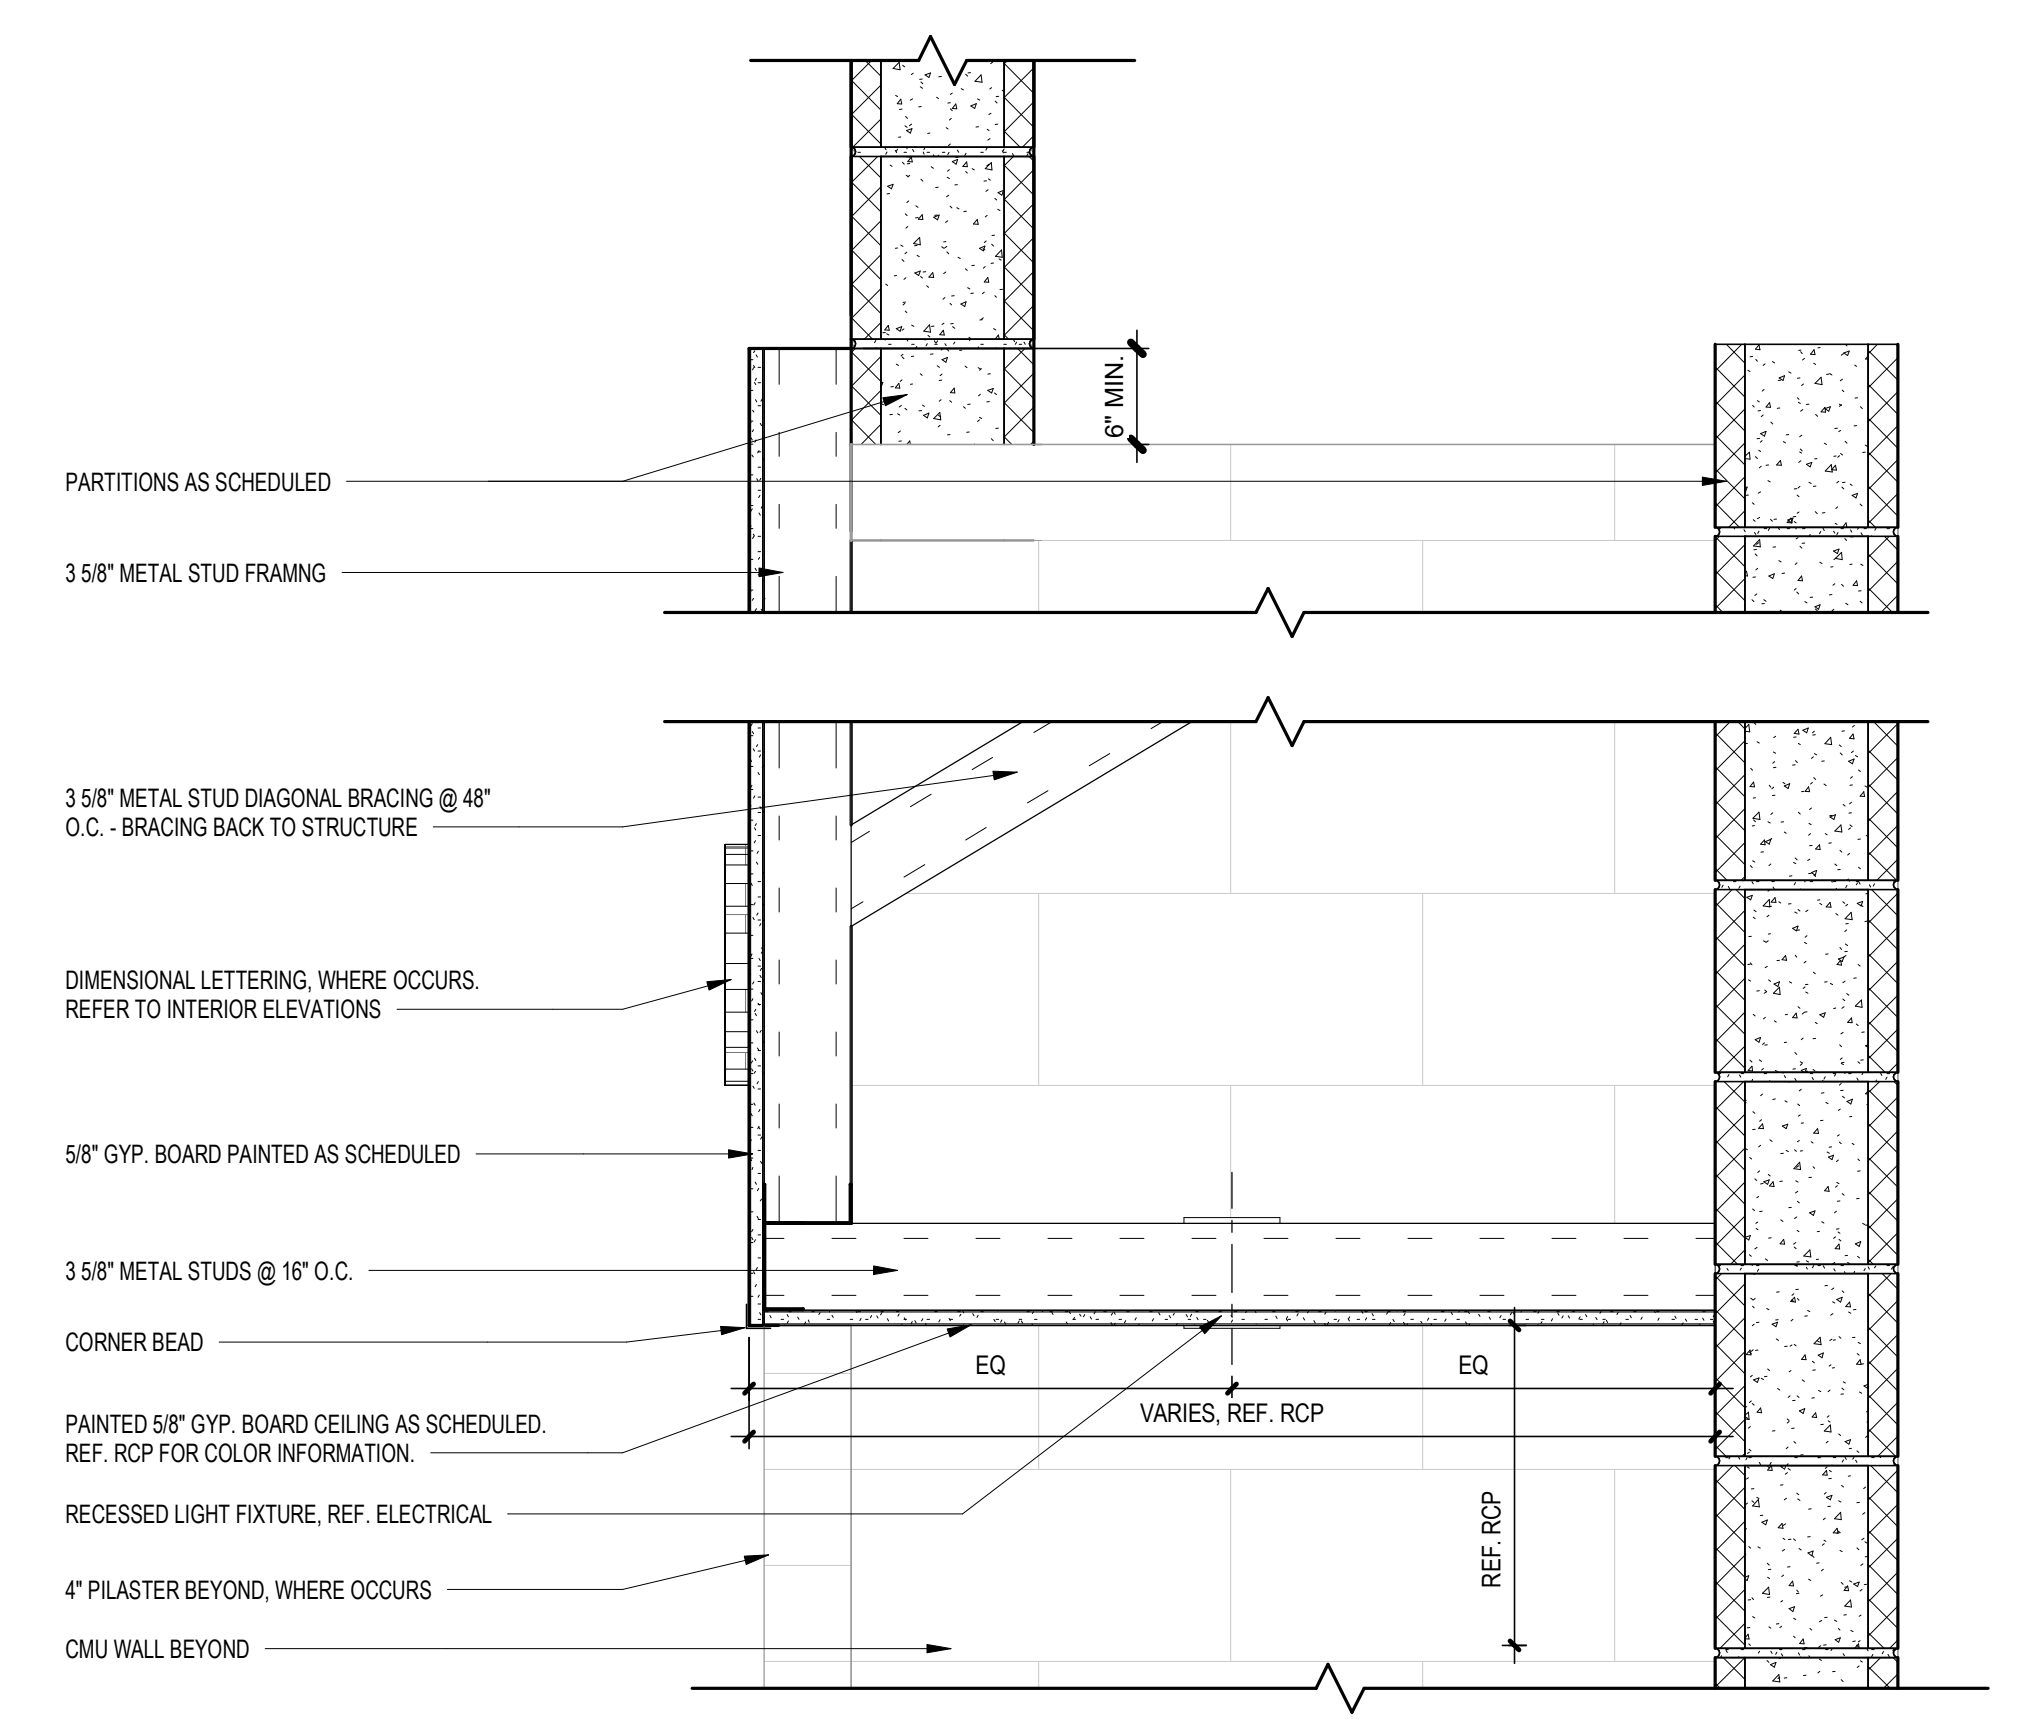 6" MIN.
PARTITIONS AS SCHEDULED
3 5/8" METAL STUD FRAMNG
3 5/8" METAL STUD DIAGONAL BRACING @ 48"
O.C. - BRACING BACK TO STRUCTURE
DIMENSIONAL LETTERING, WHERE OCCURS.
REFER TO INTERIOR ELEVATIONS
5/8" GYP. BOARD PAINTED AS SCHEDULED
3 5/8" METAL STUDS @ 16" O.C.
CORNER BEAD
EQ
EQ
VARIES, REF. RCP
PAINTED 5/8" GYP. BOARD CEILING AS SCHEDULED.
REF. RCP FOR COLOR INFORMATION.
RECESSED LIGHT FIXTURE, REF. ELECTRICAL
REF. RCP
4" PILASTER BEYOND, WHERE OCCURS
CMU WALL BEYOND